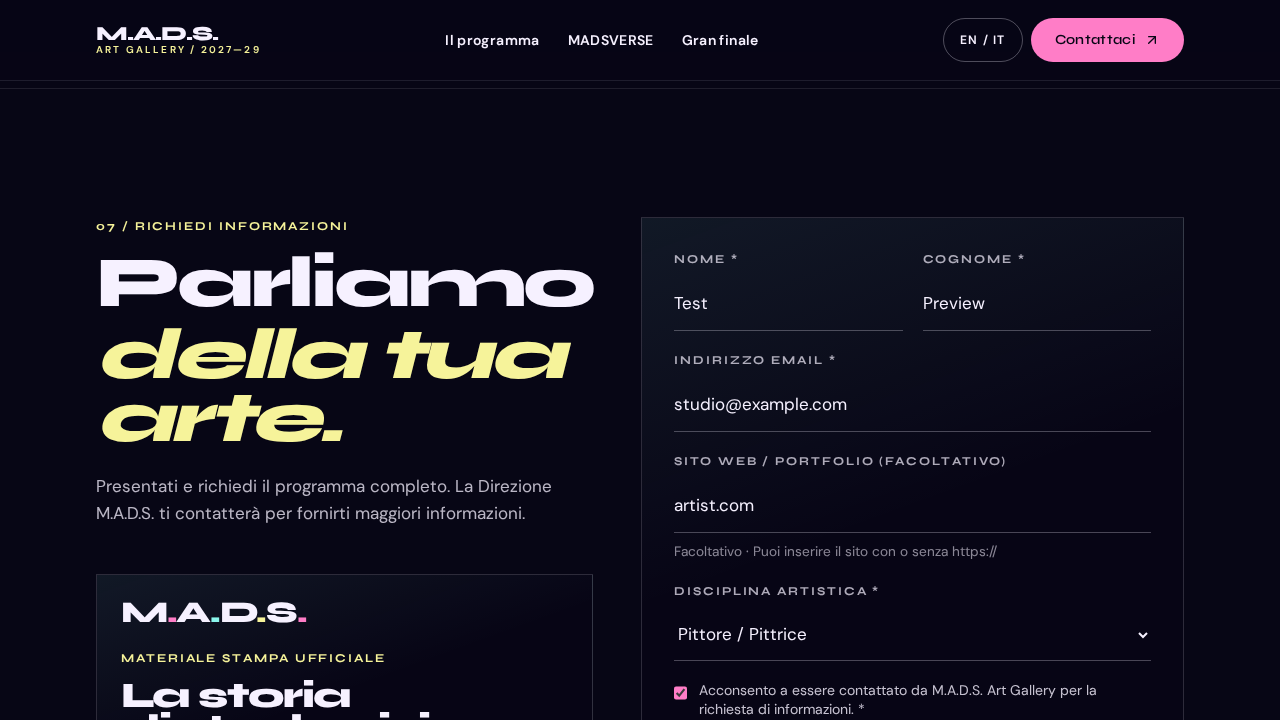 M.A.D.S.
ART GALLERY / 2027—29
Il programma
MADSVERSE
Gran finale
EN / IT
Contattaci
07 / RICHIEDI INFORMAZIONI
Parliamo
della tua
arte.
Presentati e richiedi il programma completo. La Direzione
M.A.D.S. ti contatterà per fornirti maggiori informazioni.
M.A.D.S.
MATERIALE STAMPA UFFICIALE
La storia
NOME *
COGNOME *
Test
Preview
INDIRIZZO EMAIL *
studio@example.com
SITO WEB / PORTFOLIO (FACOLTATIVO)
artist.com
Facoltativo · Puoi inserire il sito con o senza https://
DISCIPLINA ARTISTICA *
Pittore / Pittrice
Acconsento a essere contattato da M.A.D.S. Art Gallery per la
richiesta di informazioni. *